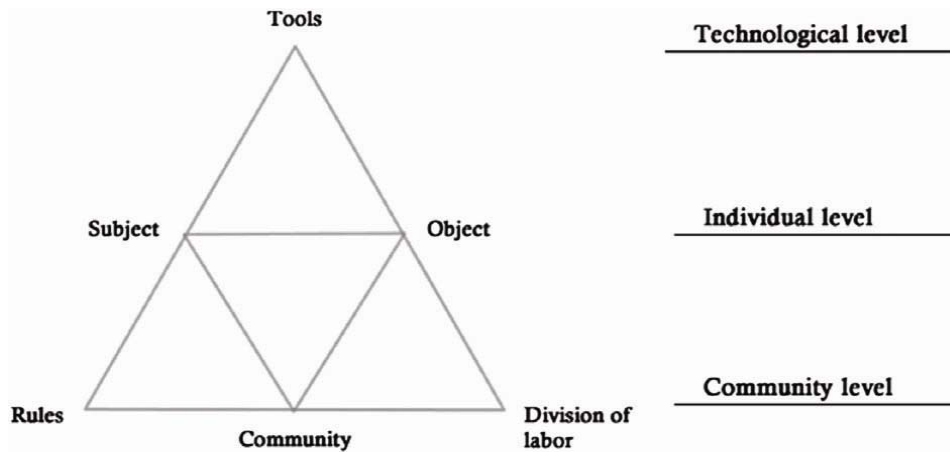 Tools
Technological level
Subject
Object
Individual level
Rules
Community
Division of
labor
Community level